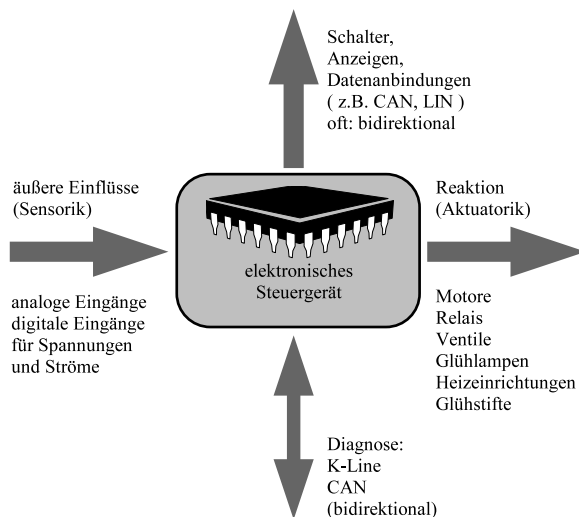 Schalter,
Anzeigen,
Datenanbindungen
( z.B. CAN, LIN )
oft: bidirektional
äußere Einflüsse
(Sensorik)
analoge Eingänge
digitale Eingänge
für Spannungen
und Ströme
elektronisches
Steuergerät
Reaktion
(Aktuatorik)
Motore
Relais
Ventile
Glühlampen
Heizeinrichtungen
Glühstifte
Diagnose:
K-Line
CAN
(bidirektional)